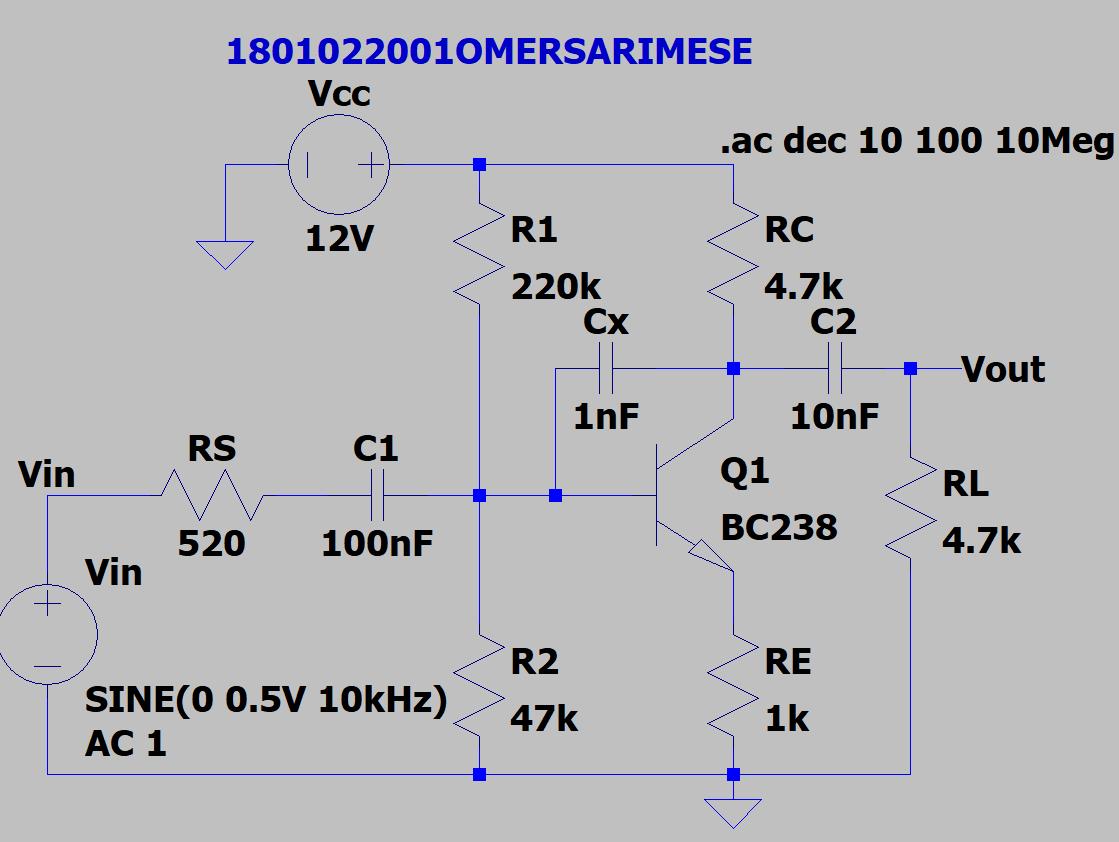 1801022001OMERSARIMESE
Vcc
12V
.ac dec 10 100 10Meg
R1
220k
RC
4.7k
Cx
1nF
C2
10nF
Vout
Vin
RS
520
C1
100nF
Q1
BC238
RL
4.7k
Vin
SINE(0 0.5V 10kHz)
AC 1
R2
47k
RE
1k